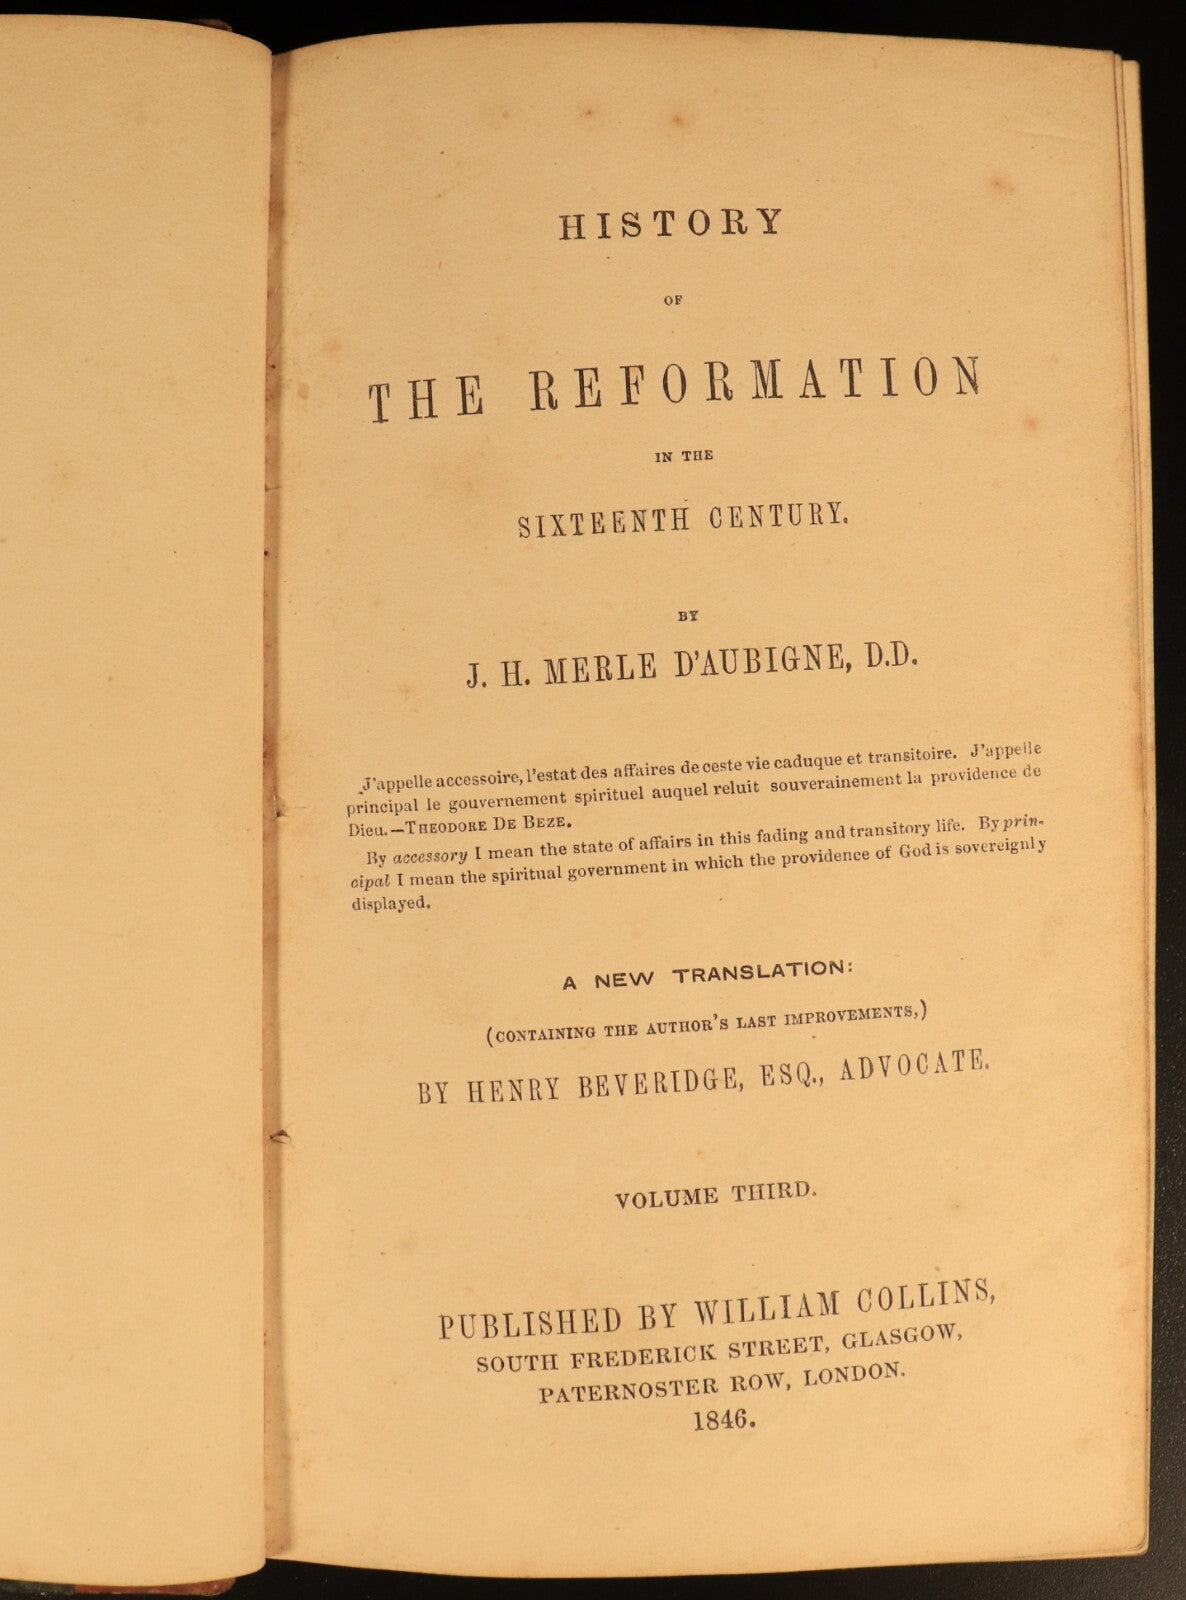 HISTORY
OF
THE REFORMATION
IN THE
SIXTEENTH CENTURY.
BY
J. H. MERLE D'AUBIGNE, D.D.
J'appelle accessoire, l'estat des affaires de ceste vie caduque et transitoire. J'appelle
principal le gouvernement spirituel auquel reluit souverainement la providence de
Dieu.—THEODORE DE BEZE.
By accessory I mean the state of affairs in this fading and transitory life. By prin-
cipal I mean the spiritual government in which the providence of God is sovereignly
displayed.
A NEW TRANSLATION:
(CONTAINING THE AUTHOR'S LAST IMPROVEMENTS,)
BY HENRY BEVERIDGE, ESQ., ADVOCATE.
VOLUME THIRD.
PUBLISHED BY WILLIAM COLLINS,
SOUTH FREDERICK STREET, GLASGOW,
PATERNOSTER ROW, LONDON.
1846.